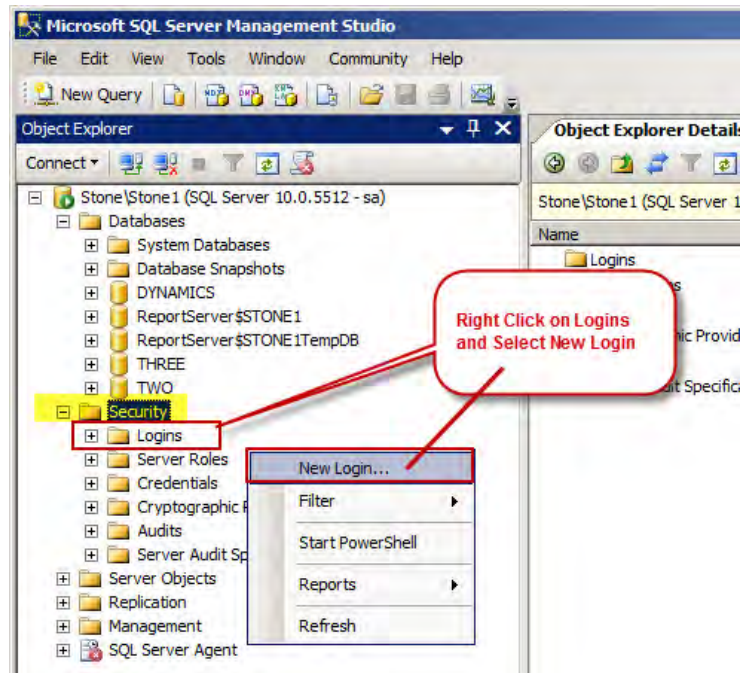 Microsoft SQL Server Management Studio
File Edit View Tools Window Community Help
New Query
Object Explorer
Object Explorer Details
Connect
Stone\Stone1 (SQL Server 10.0.5512 - sa)
Stone\Stone1 (SQL Server 1
Databases
Name
System Databases
Logins
Database Snapshots
DYNAMICS
ReportServer$STONE1
Right Click on Logins
and Select New Login
ReportServer$STONE1TempDB
THREE
TWO
Security
Logins
Server Roles
New Login...
Credentials
Filter
Cryptographic
Audits
Start PowerShell
Server Audit Sp
Server Objects
Reports
Replication
Management
Refresh
SQL Server Agent